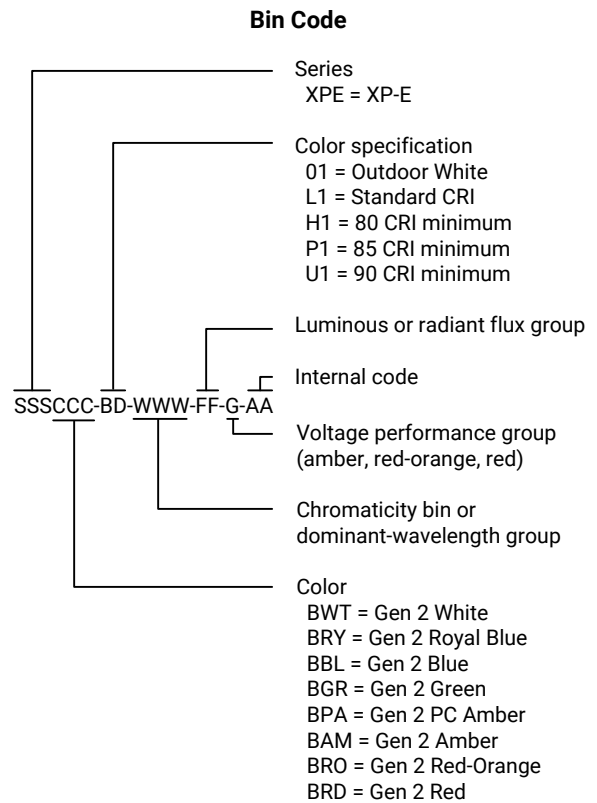 Bin Code
Series
XPE = XP-E
Color specification
01 = Outdoor White
L1 = Standard CRI
H1 = 80 CRI minimum
P1 = 85 CRI minimum
U1 = 90 CRI minimum
Luminous or radiant flux group
Internal code
SSSCCC-BD-WWW-FF-G-AA
Voltage performance group
(amber, red-orange, red)
Chromaticity bin or
dominant-wavelength group
Color
BWT = Gen 2 White
BRY = Gen 2 Royal Blue
BBL = Gen 2 Blue
BGR = Gen 2 Green
BPA = Gen 2 PC Amber
BAM = Gen 2 Amber
BRO = Gen 2 Red-Orange
BRD = Gen 2 Red